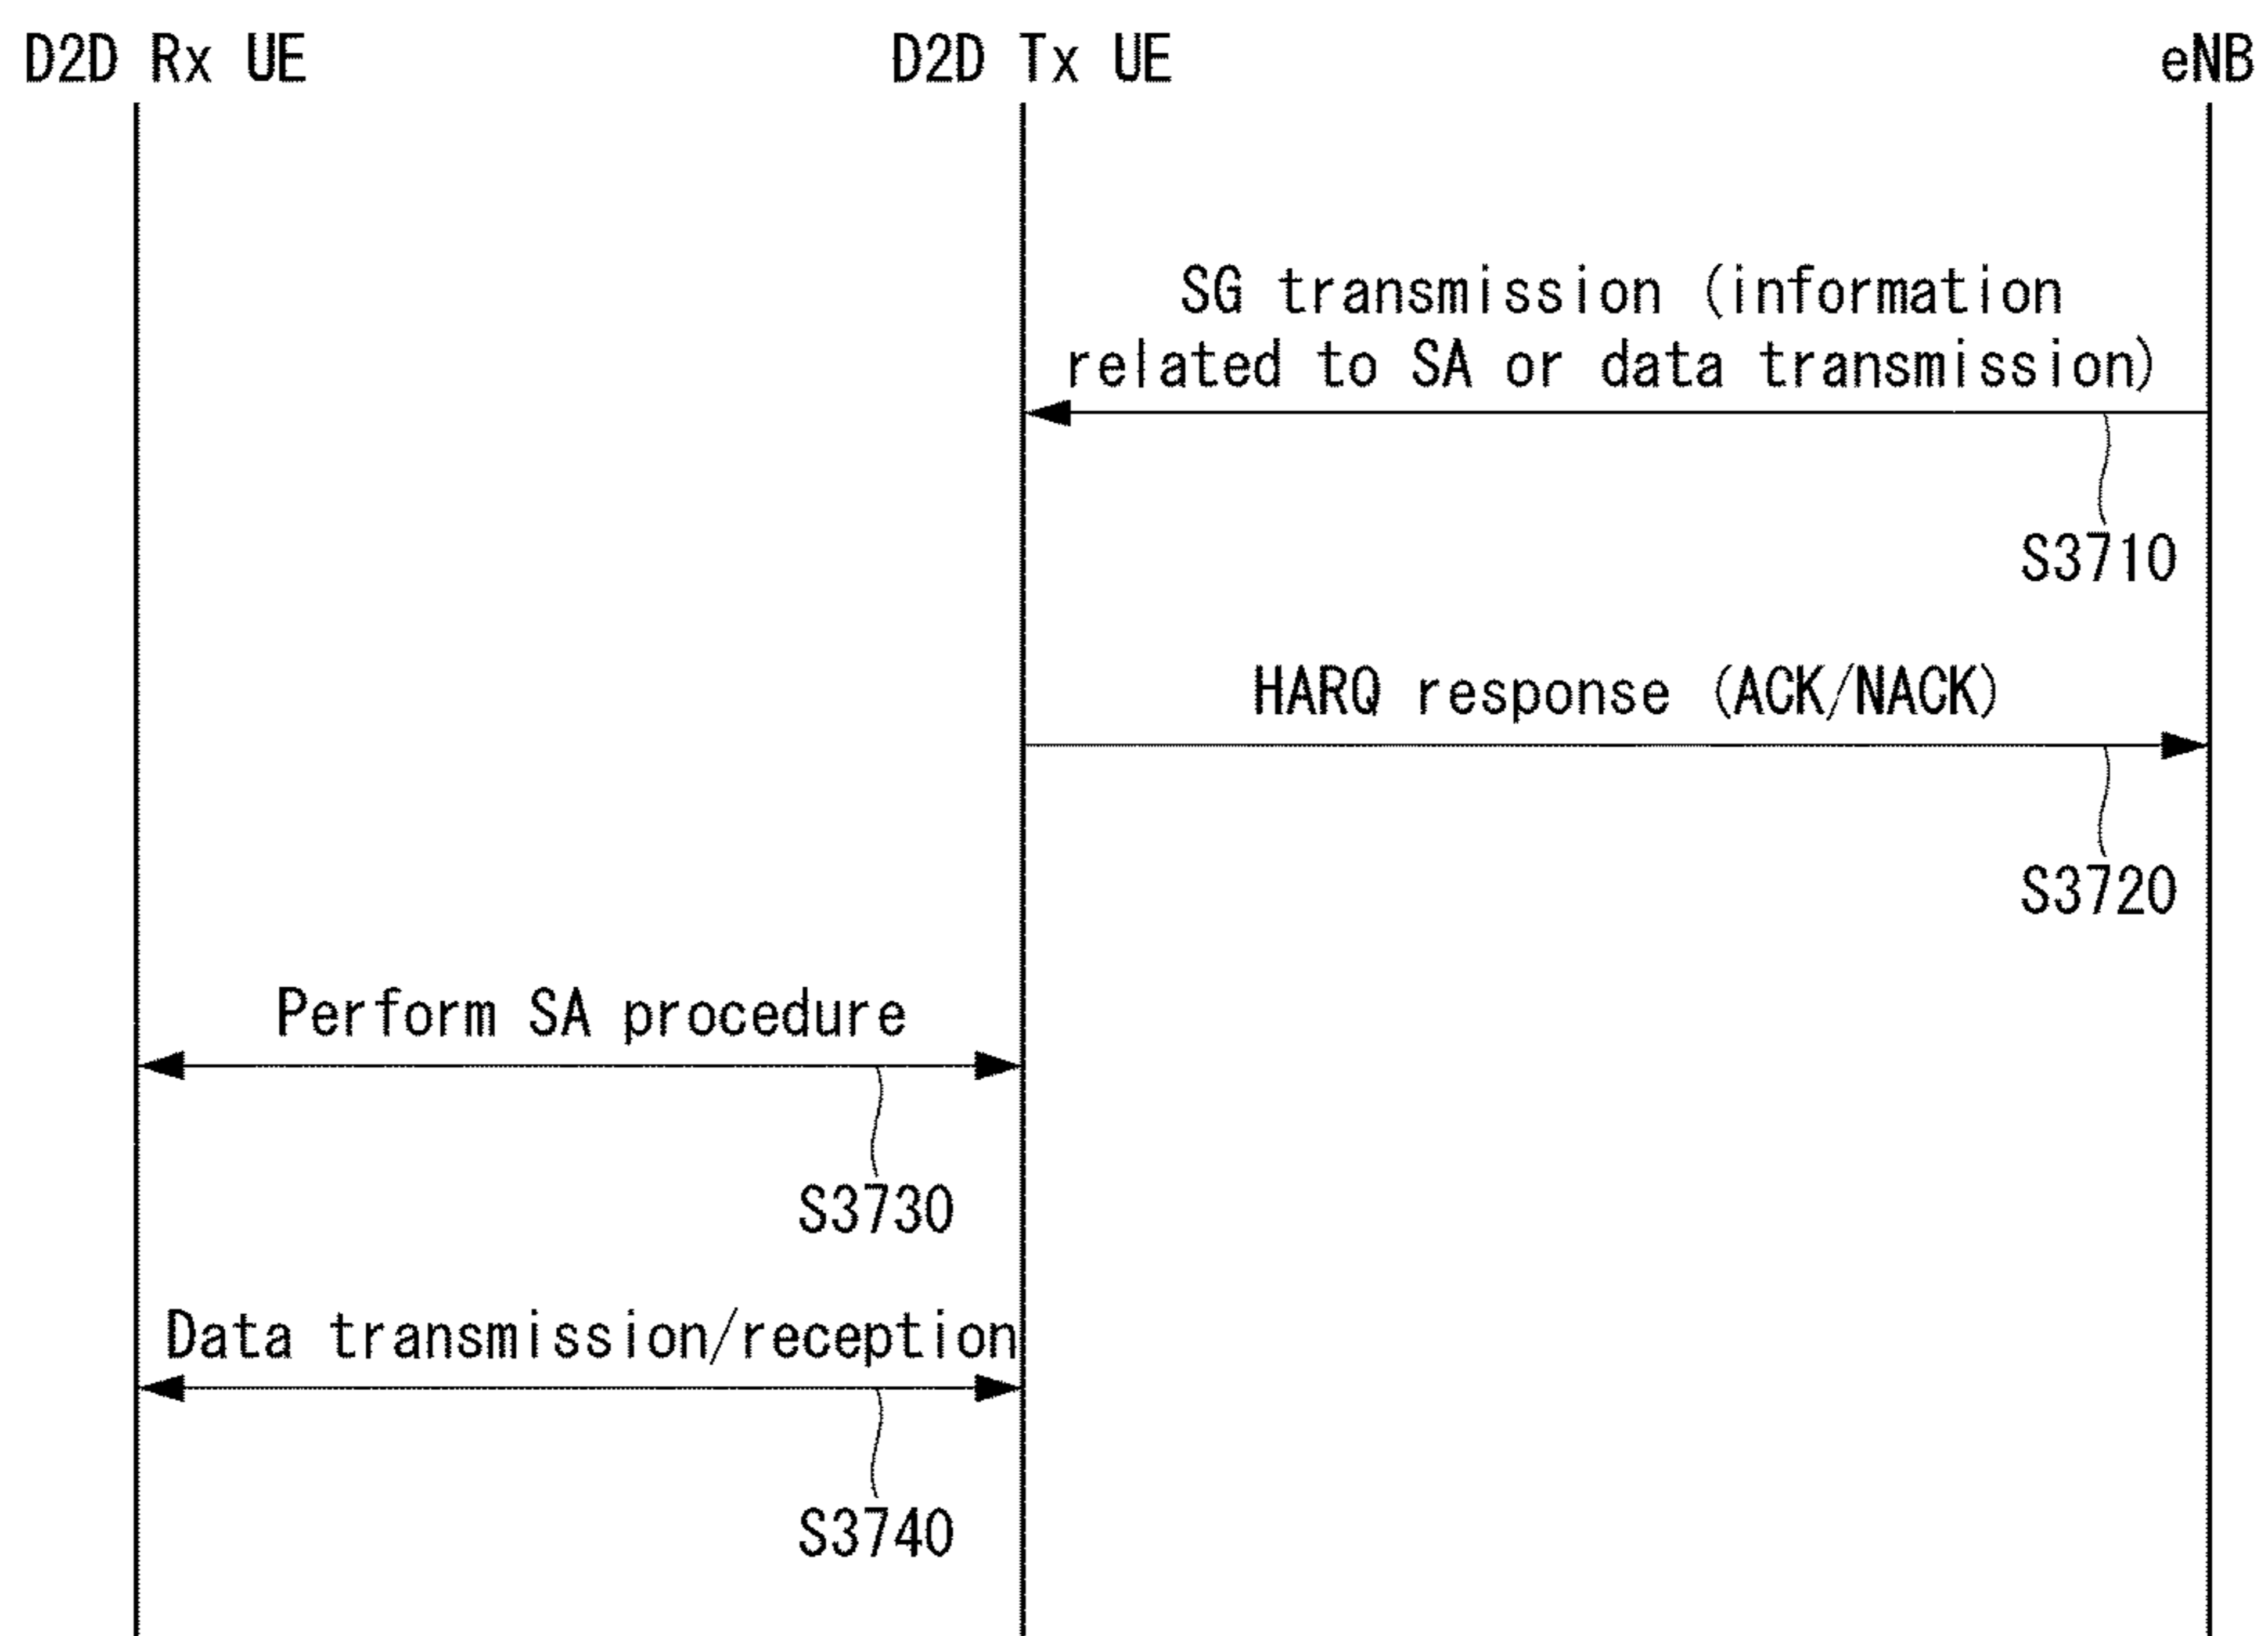 D2D Rx UE
D2D Tx UE
eNB
SG transmission (information
related to SA or data transmission)
S3710
HARQ response (ACK/NACK)
S3720
Perform SA procedure
S3730
Data transmission/reception
S3740